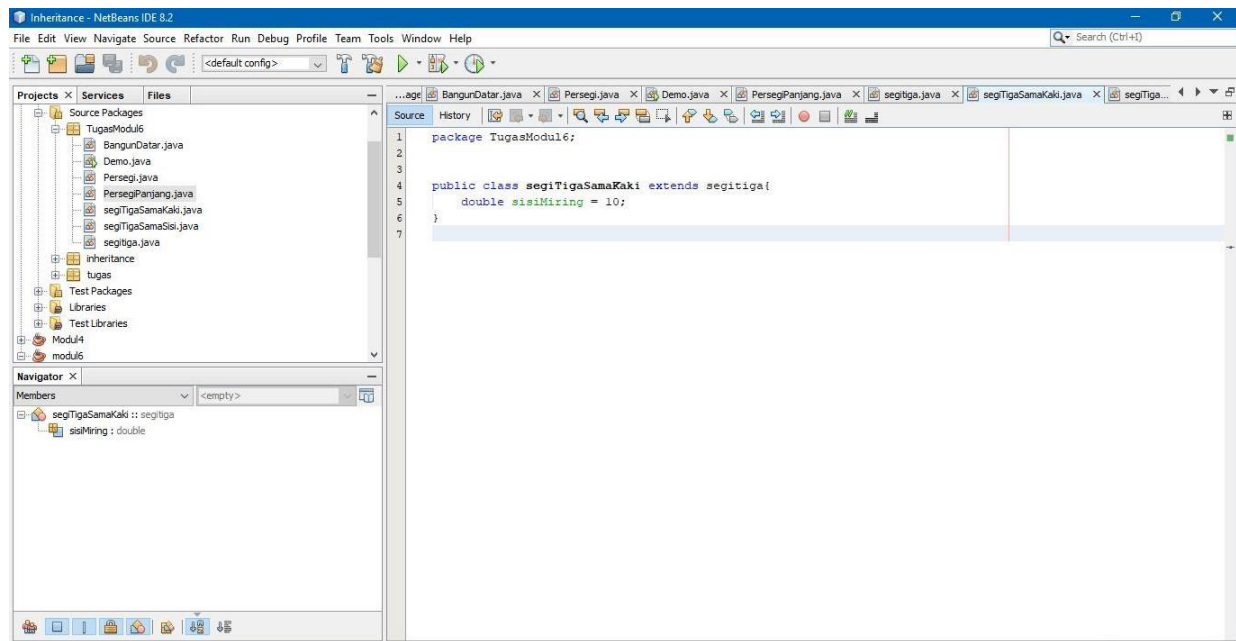 Inheritance - NetBeans IDE 8.2
File Edit View Navigate Source Refactor Run Debug Profile Team Tools Window Help
Search (Ctrl+I)
<default config>
Projects Services Files
Source Packages
TugasModul6
BangunDatar.java
Demo.java
Persegi.java
PersegiPanjang.java
segiTigaSamaKaki.java
segiTigaSamaSisi.java
segitiga.java
inheritance
tugas
Test Packages
Libraries
Test Libraries
Modul4
modul6
Navigator
Members <empty>
segiTigaSamaKaki :: segitiga
sisiMiring : double
...age BangunDatar.java Persegi.java Demo.java PersegiPanjang.java segitiga.java segiTigaSamaKaki.java segiTiga...
Source History
1 package TugasModul6;
2
3
4 public class segiTigaSamaKaki extends segitiga{
5 double sisiMiring = 10;
6 }
7